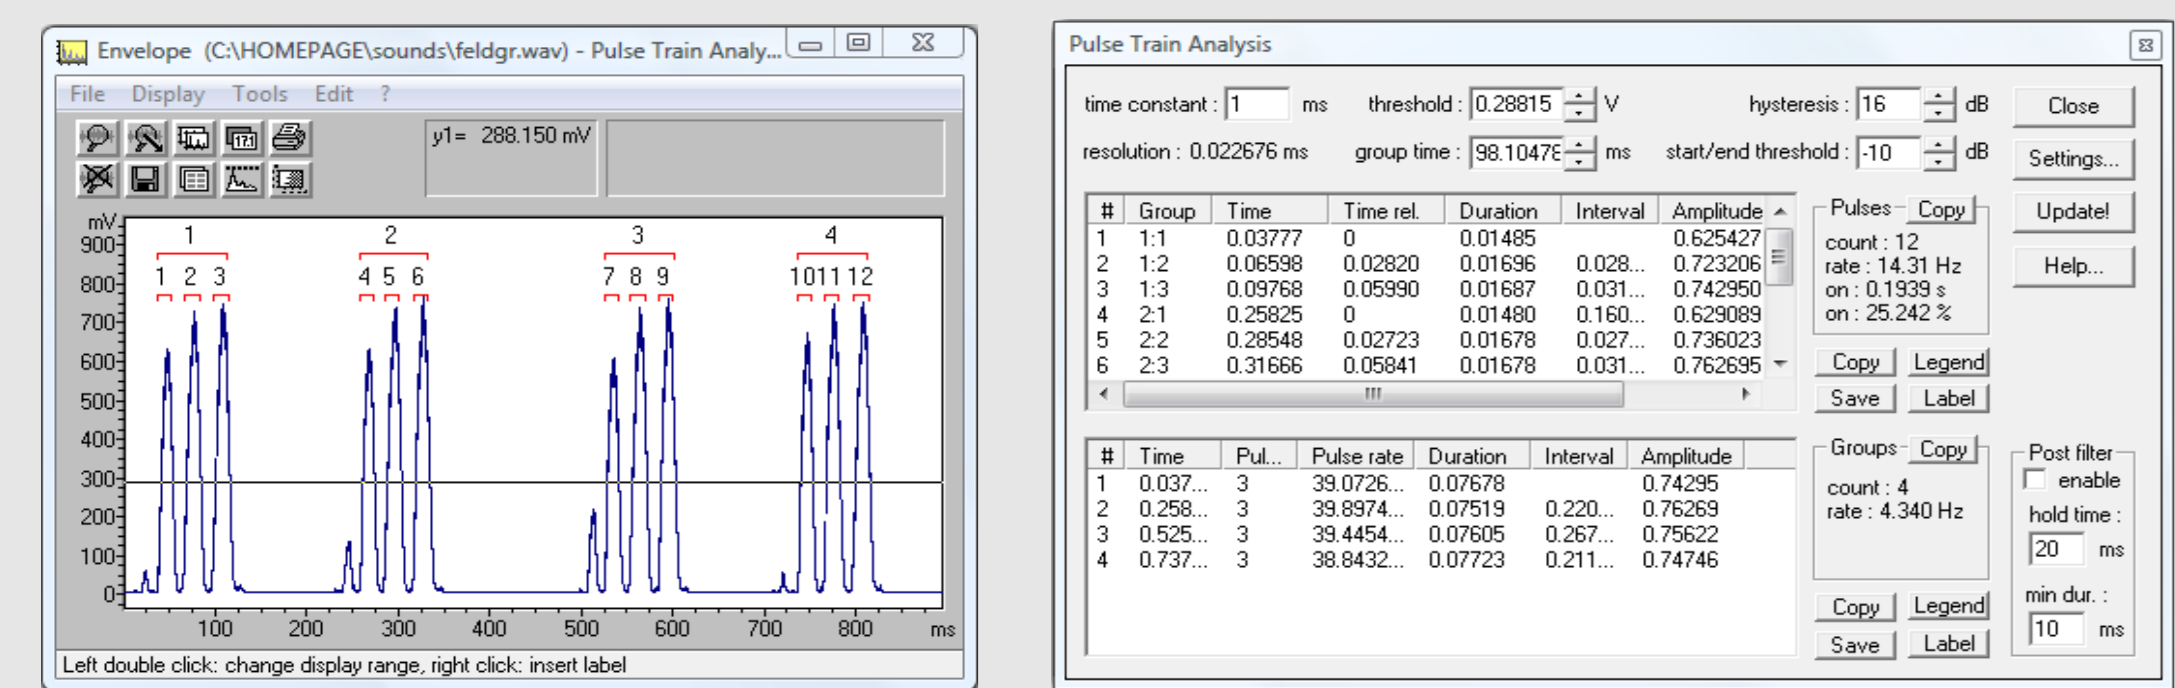 Envelope (C:\HOMEPAGE\sounds\feldgr.wav) - Pulse Train Analy...
File Display Tools Edit ?
y1= 288.150 mV
mV
900
800
700
600
500
400
300
200
100
0
1 2 3 4
1 2 3 4 5 6 7 8 9 10 11 12
100 200 300 400 500 600 700 800 ms
Left double click: change display range, right click: insert label
Pulse Train Analysis
time constant : 1 ms threshold : 0.28815 V hysteresis : 16 dB Close
resolution : 0.022676 ms group time : 98.10478 ms start/end threshold : -10 dB Settings...
# Group Time Time rel. Duration Interval Amplitude
1 1:1 0.03777 0 0.01485 0.625427
2 1:2 0.06598 0.02820 0.01696 0.028... 0.723206
3 1:3 0.09768 0.05990 0.01687 0.031... 0.742950
4 2:1 0.25825 0 0.01480 0.160... 0.629089
5 2:2 0.28548 0.02723 0.01678 0.027... 0.736023
6 2:3 0.31666 0.05841 0.01678 0.031... 0.762695
Pulses Copy
count : 12
rate : 14.31 Hz
on : 0.1939 s
on : 25.242 %
Copy Legend
Save Label
Update!
Help...
# Time Pul... Pulse rate Duration Interval Amplitude
1 0.037... 3 39.0726... 0.07678 0.74295
2 0.258... 3 39.8974... 0.07519 0.220... 0.76269
3 0.525... 3 39.4454... 0.07605 0.267... 0.75622
4 0.737... 3 38.8432... 0.07723 0.211... 0.74746
Groups Copy
count : 4
rate : 4.340 Hz
Copy Legend
Save Label
Post filter
enable
hold time :
20 ms
min dur. :
10 ms